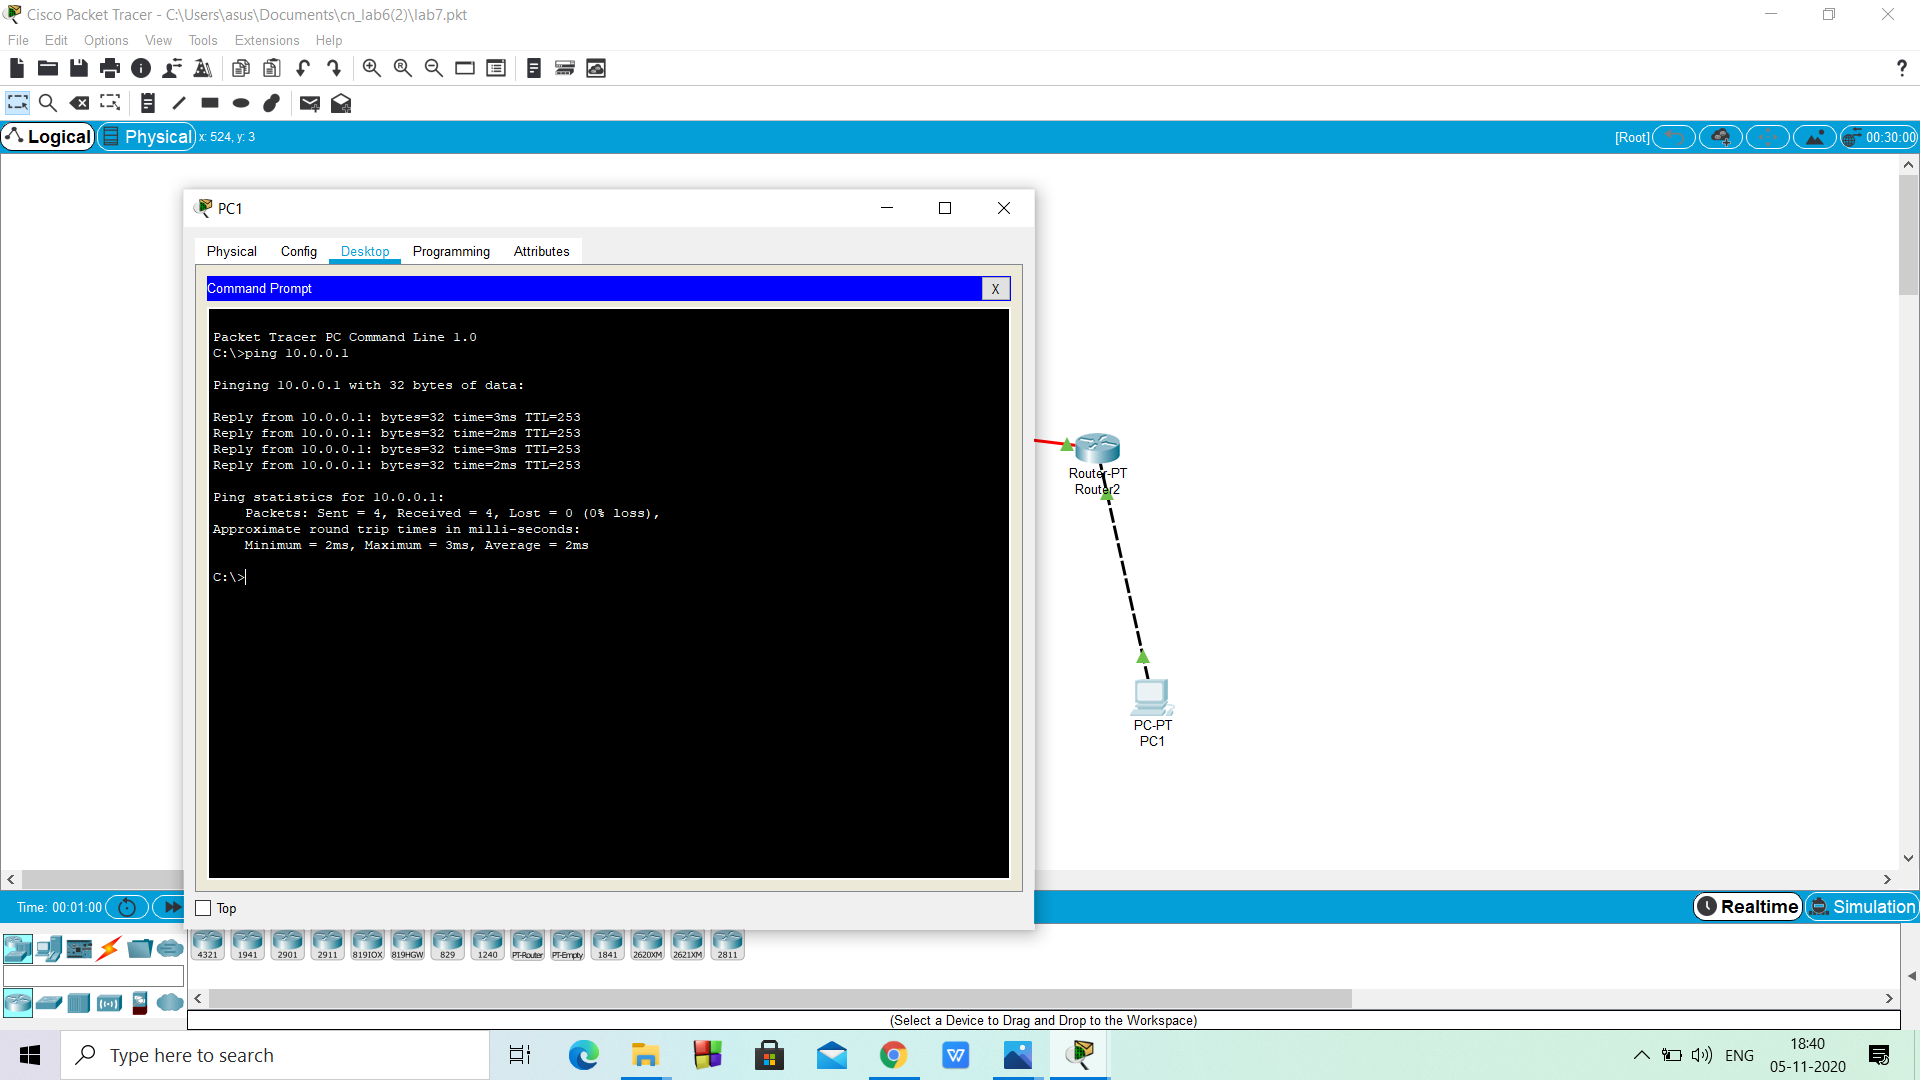 Cisco Packet Tracer - C:\Users\asus\Documents\cn_lab6(2)\lab7.pkt
File Edit Options View Tools Extensions Help
?
Logical Physical x: 524, y: 3 [Root] 00:30:00
PC1
Physical Config Desktop Programming Attributes
Command Prompt X
Packet Tracer PC Command Line 1.0
C:\>ping 10.0.0.1
Pinging 10.0.0.1 with 32 bytes of data:
Reply from 10.0.0.1: bytes=32 time=3ms TTL=253
Reply from 10.0.0.1: bytes=32 time=2ms TTL=253
Reply from 10.0.0.1: bytes=32 time=3ms TTL=253
Reply from 10.0.0.1: bytes=32 time=2ms TTL=253
Ping statistics for 10.0.0.1:
Packets: Sent = 4, Received = 4, Lost = 0 (0% loss),
Approximate round trip times in milli-seconds:
Minimum = 2ms, Maximum = 3ms, Average = 2ms
C:\>
Top
Router-PT
Router2
PC-PT
PC1
Time: 00:01:00 Realtime Simulation
4321 1941 2901 2911 819IOX 819HGW 829 1240 PT-Router PT-Empty 1841 2620XM 2621XM 2811
(Select a Device to Drag and Drop to the Workspace)
Type here to search
ENG
18:40
05-11-2020